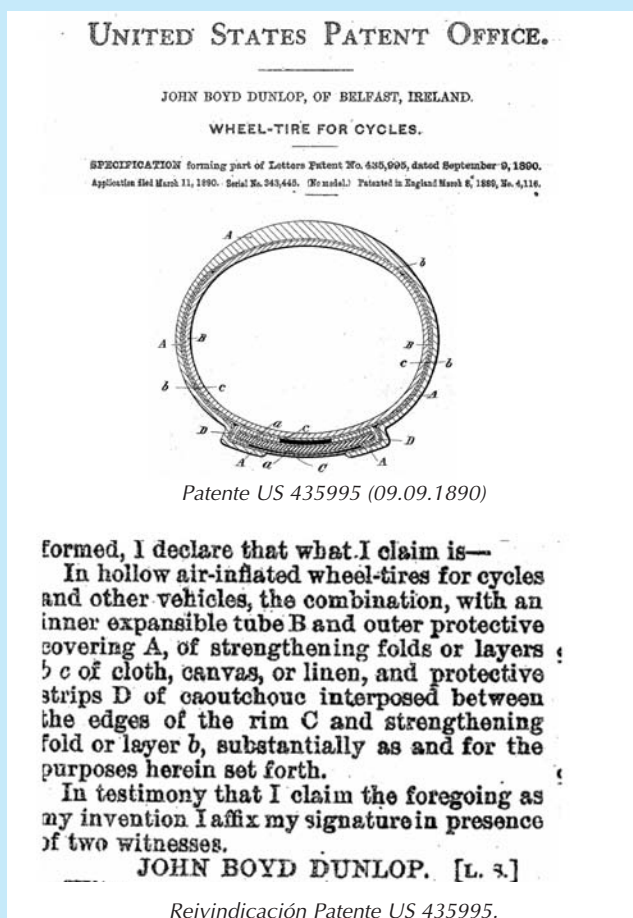 UNITED STATES PATENT OFFICE.
JOHN BOYD DUNLOP, OF BELFAST, IRELAND.
WHEEL-TIRE FOR CYCLES.
SPECIFICATION forming part of Letters Patent No. 435,995, dated September 9, 1890.
Application filed March 11, 1890. Serial No. 343,445. (No model.) Patented in England March 8, 1889, No. 4,116.
A
b
A B B
c b
b c A
a c
D D
A a C A
Patente US 435995 (09.09.1890)
formed, I declare that what I claim is—
In hollow air-inflated wheel-tires for cycles
and other vehicles, the combination, with an
inner expansible tube B and outer protective
covering A, of strengthening folds or layers
b c of cloth, canvas, or linen, and protective
strips D of caoutchouc interposed between
the edges of the rim C and strengthening
fold or layer b, substantially as and for the
purposes herein set forth.
In testimony that I claim the foregoing as
my invention I affix my signature in presence
of two witnesses.
JOHN BOYD DUNLOP. [L. S.]
Reivindicación Patente US 435995.